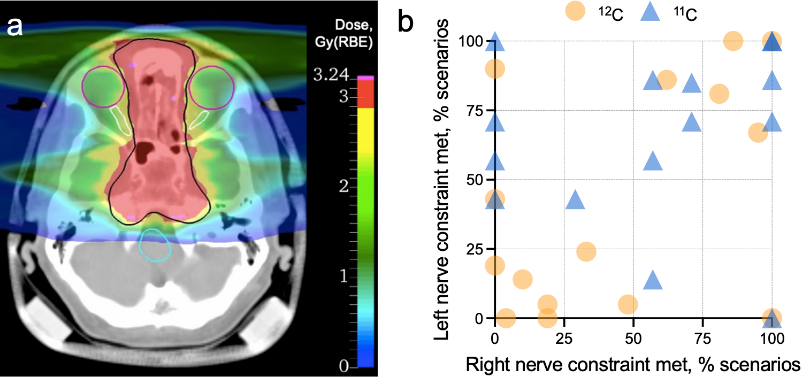 a
Dose,
Gy(RBE)
3.24
3
2
1
0
b
¹²C ¹¹C
Left nerve constraint met, % scenarios
100
75
50
25
0
0 25 50 75 100
Right nerve constraint met, % scenarios